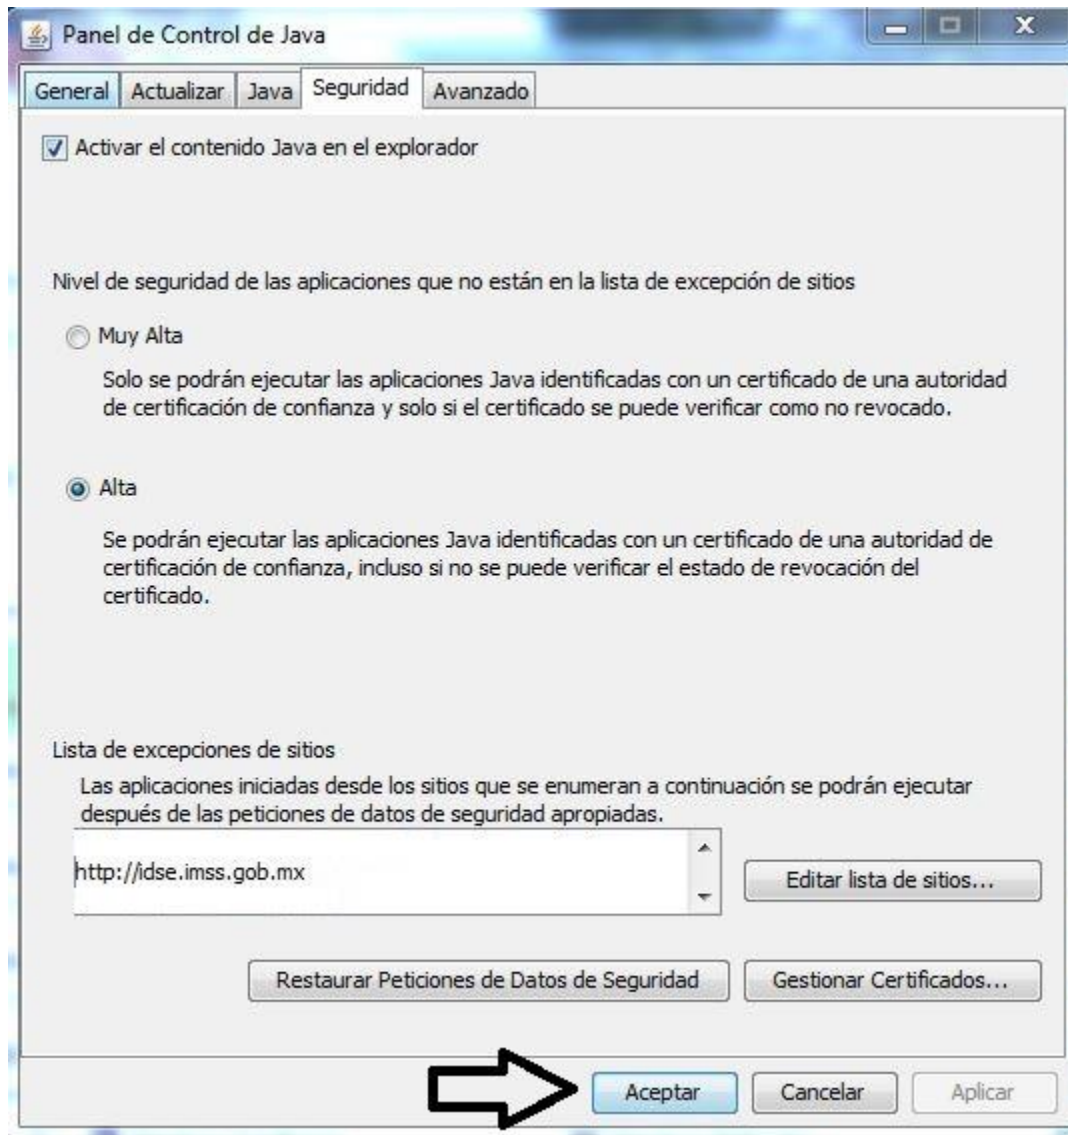 Panel de Control de Java
General Actualizar Java Seguridad Avanzado
Activar el contenido Java en el explorador
Nivel de seguridad de las aplicaciones que no están en la lista de excepción de sitios
Muy Alta
Solo se podrán ejecutar las aplicaciones Java identificadas con un certificado de una autoridad
de certificación de confianza y solo si el certificado se puede verificar como no revocado.
Alta
Se podrán ejecutar las aplicaciones Java identificadas con un certificado de una autoridad de
certificación de confianza, incluso si no se puede verificar el estado de revocación del
certificado.
Lista de excepciones de sitios
Las aplicaciones iniciadas desde los sitios que se enumeran a continuación se podrán ejecutar
después de las peticiones de datos de seguridad apropiadas.
http://idse.imss.gob.mx
Editar lista de sitios...
Restaurar Peticiones de Datos de Seguridad Gestionar Certificados...
Aceptar Cancelar Aplicar